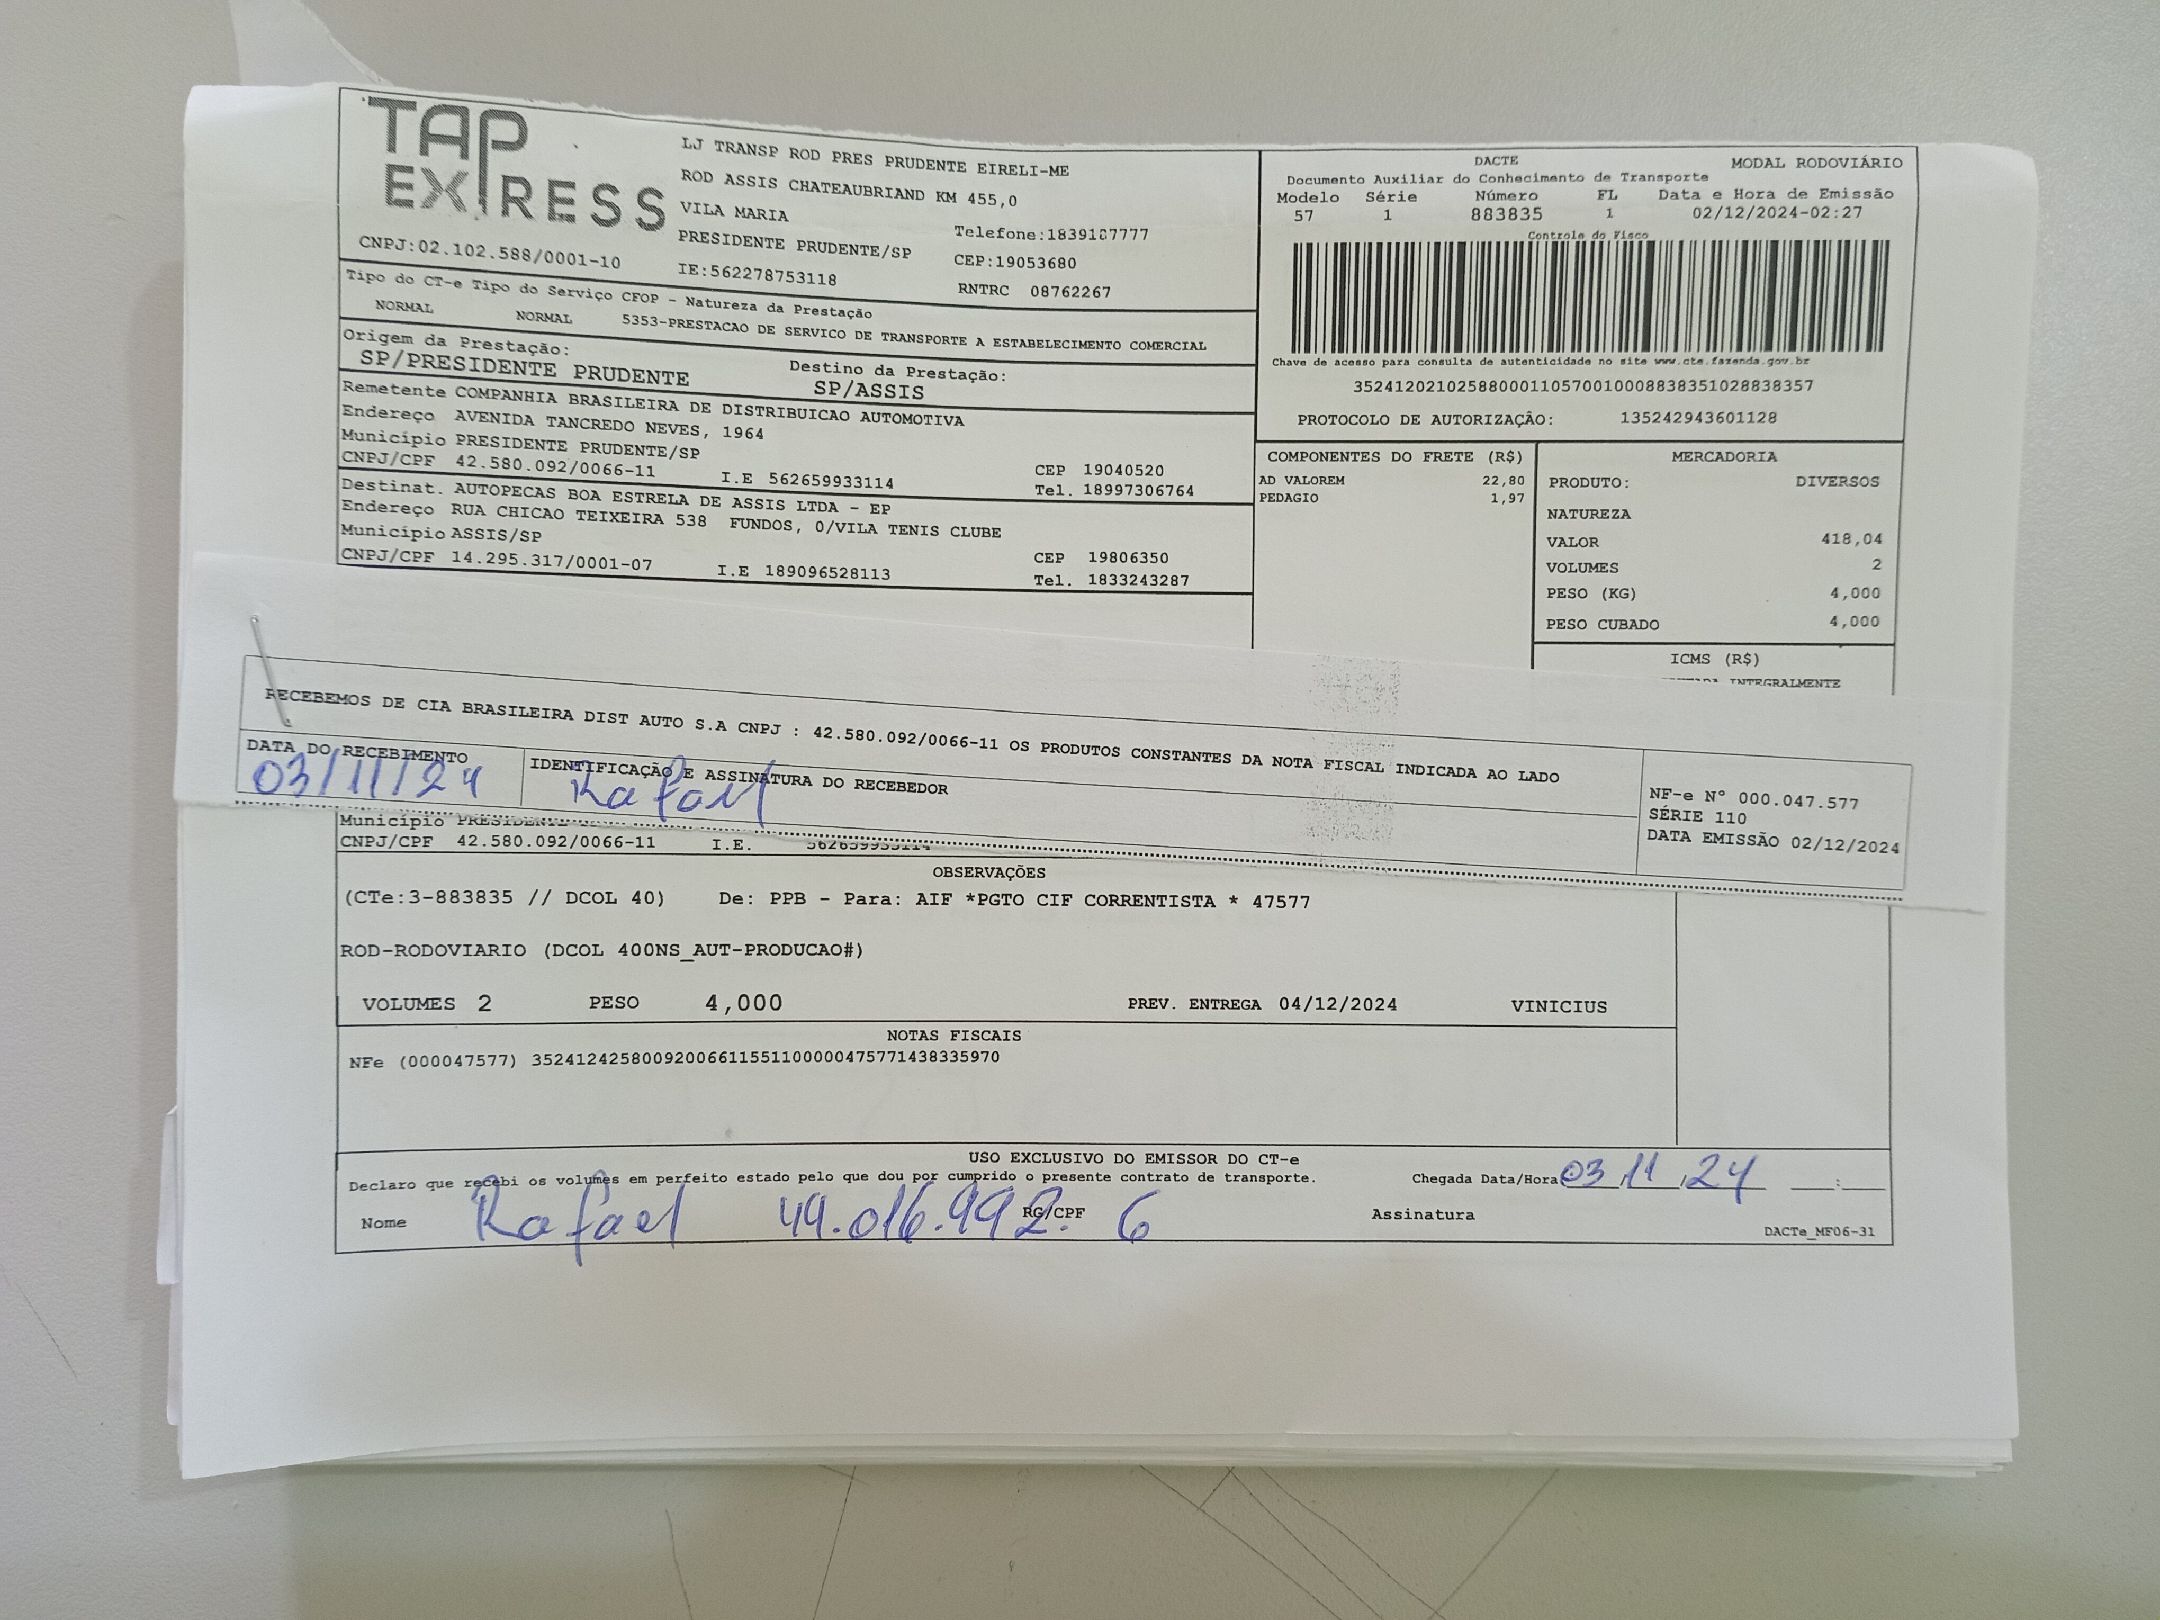 TAP
EXPRESS
CNPJ:02.102.588/0001-10
LJ TRANSP ROD PRES PRUDENTE EIRELI-ME
ROD ASSIS CHATEAUBRIAND KM 455,0
VILA MARIA
PRESIDENTE PRUDENTE/SP
IE:562278753118
Telefone:1839107777
CEP:19053680
RNTRC 08762267
DACTE MODAL RODOVIÁRIO
Documento Auxiliar do Conhecimento de Transporte
Modelo Série Número FL Data e Hora de Emissão
57 1 883835 1 02/12/2024-02:27
Controle do Fisco
Chave de acesso para consulta de autenticidade no site www.cte.fazenda.gov.br
35241202102588000110570010008838351028838357
PROTOCOLO DE AUTORIZAÇÃO: 135242943601128
Tipo do CT-e Tipo do Serviço CFOP - Natureza da Prestação
NORMAL NORMAL 5353-PRESTACAO DE SERVICO DE TRANSPORTE A ESTABELECIMENTO COMERCIAL
Origem da Prestação: Destino da Prestação:
SP/PRESIDENTE PRUDENTE SP/ASSIS
Remetente COMPANHIA BRASILEIRA DE DISTRIBUICAO AUTOMOTIVA
Endereço AVENIDA TANCREDO NEVES, 1964
Município PRESIDENTE PRUDENTE/SP
CNPJ/CPF 42.580.092/0066-11 I.E 562659933114
CEP 19040520
Tel. 18997306764
Destinat. AUTOPECAS BOA ESTRELA DE ASSIS LTDA - EP
Endereço RUA CHICAO TEIXEIRA 538 FUNDOS, 0/VILA TENIS CLUBE
Município ASSIS/SP
CNPJ/CPF 14.295.317/0001-07 I.E 189096528113
CEP 19806350
Tel. 1833243287
COMPONENTES DO FRETE (R$)
AD VALOREM 22,80
PEDAGIO 1,97
MERCADORIA
PRODUTO: DIVERSOS
NATUREZA
VALOR 418,04
VOLUMES 2
PESO (KG) 4,000
PESO CUBADO 4,000
ICMS (R$)
INTEGRALMENTE
RECEBEMOS DE CIA BRASILEIRA DIST AUTO S.A CNPJ : 42.580.092/0066-11 OS PRODUTOS CONSTANTES DA NOTA FISCAL INDICADA AO LADO
DATA DO RECEBIMENTO
03/11/24
IDENTIFICAÇÃO E ASSINATURA DO RECEBEDOR
Rafael
NF-e Nº 000.047.577
SÉRIE 110
DATA EMISSÃO 02/12/2024
Município PRESIDENTE
CNPJ/CPF 42.580.092/0066-11 I.E. 562659933114
OBSERVAÇÕES
(CTe:3-883835 // DCOL 40) De: PPB - Para: AIF *PGTO CIF CORRENTISTA * 47577
ROD-RODOVIARIO (DCOL 400NS_AUT-PRODUCAO#)
VOLUMES 2 PESO 4,000 PREV. ENTREGA 04/12/2024 VINICIUS
NOTAS FISCAIS
NFe (000047577) 35241242580092006611551100000475771438335970
USO EXCLUSIVO DO EMISSOR DO CT-e
Declaro que recebi os volumes em perfeito estado pelo que dou por cumprido o presente contrato de transporte. Chegada Data/Hora 03/11/24 __:__
Nome Rafael 44.016.992.6 RG/CPF Assinatura
DACTe_MF06-31